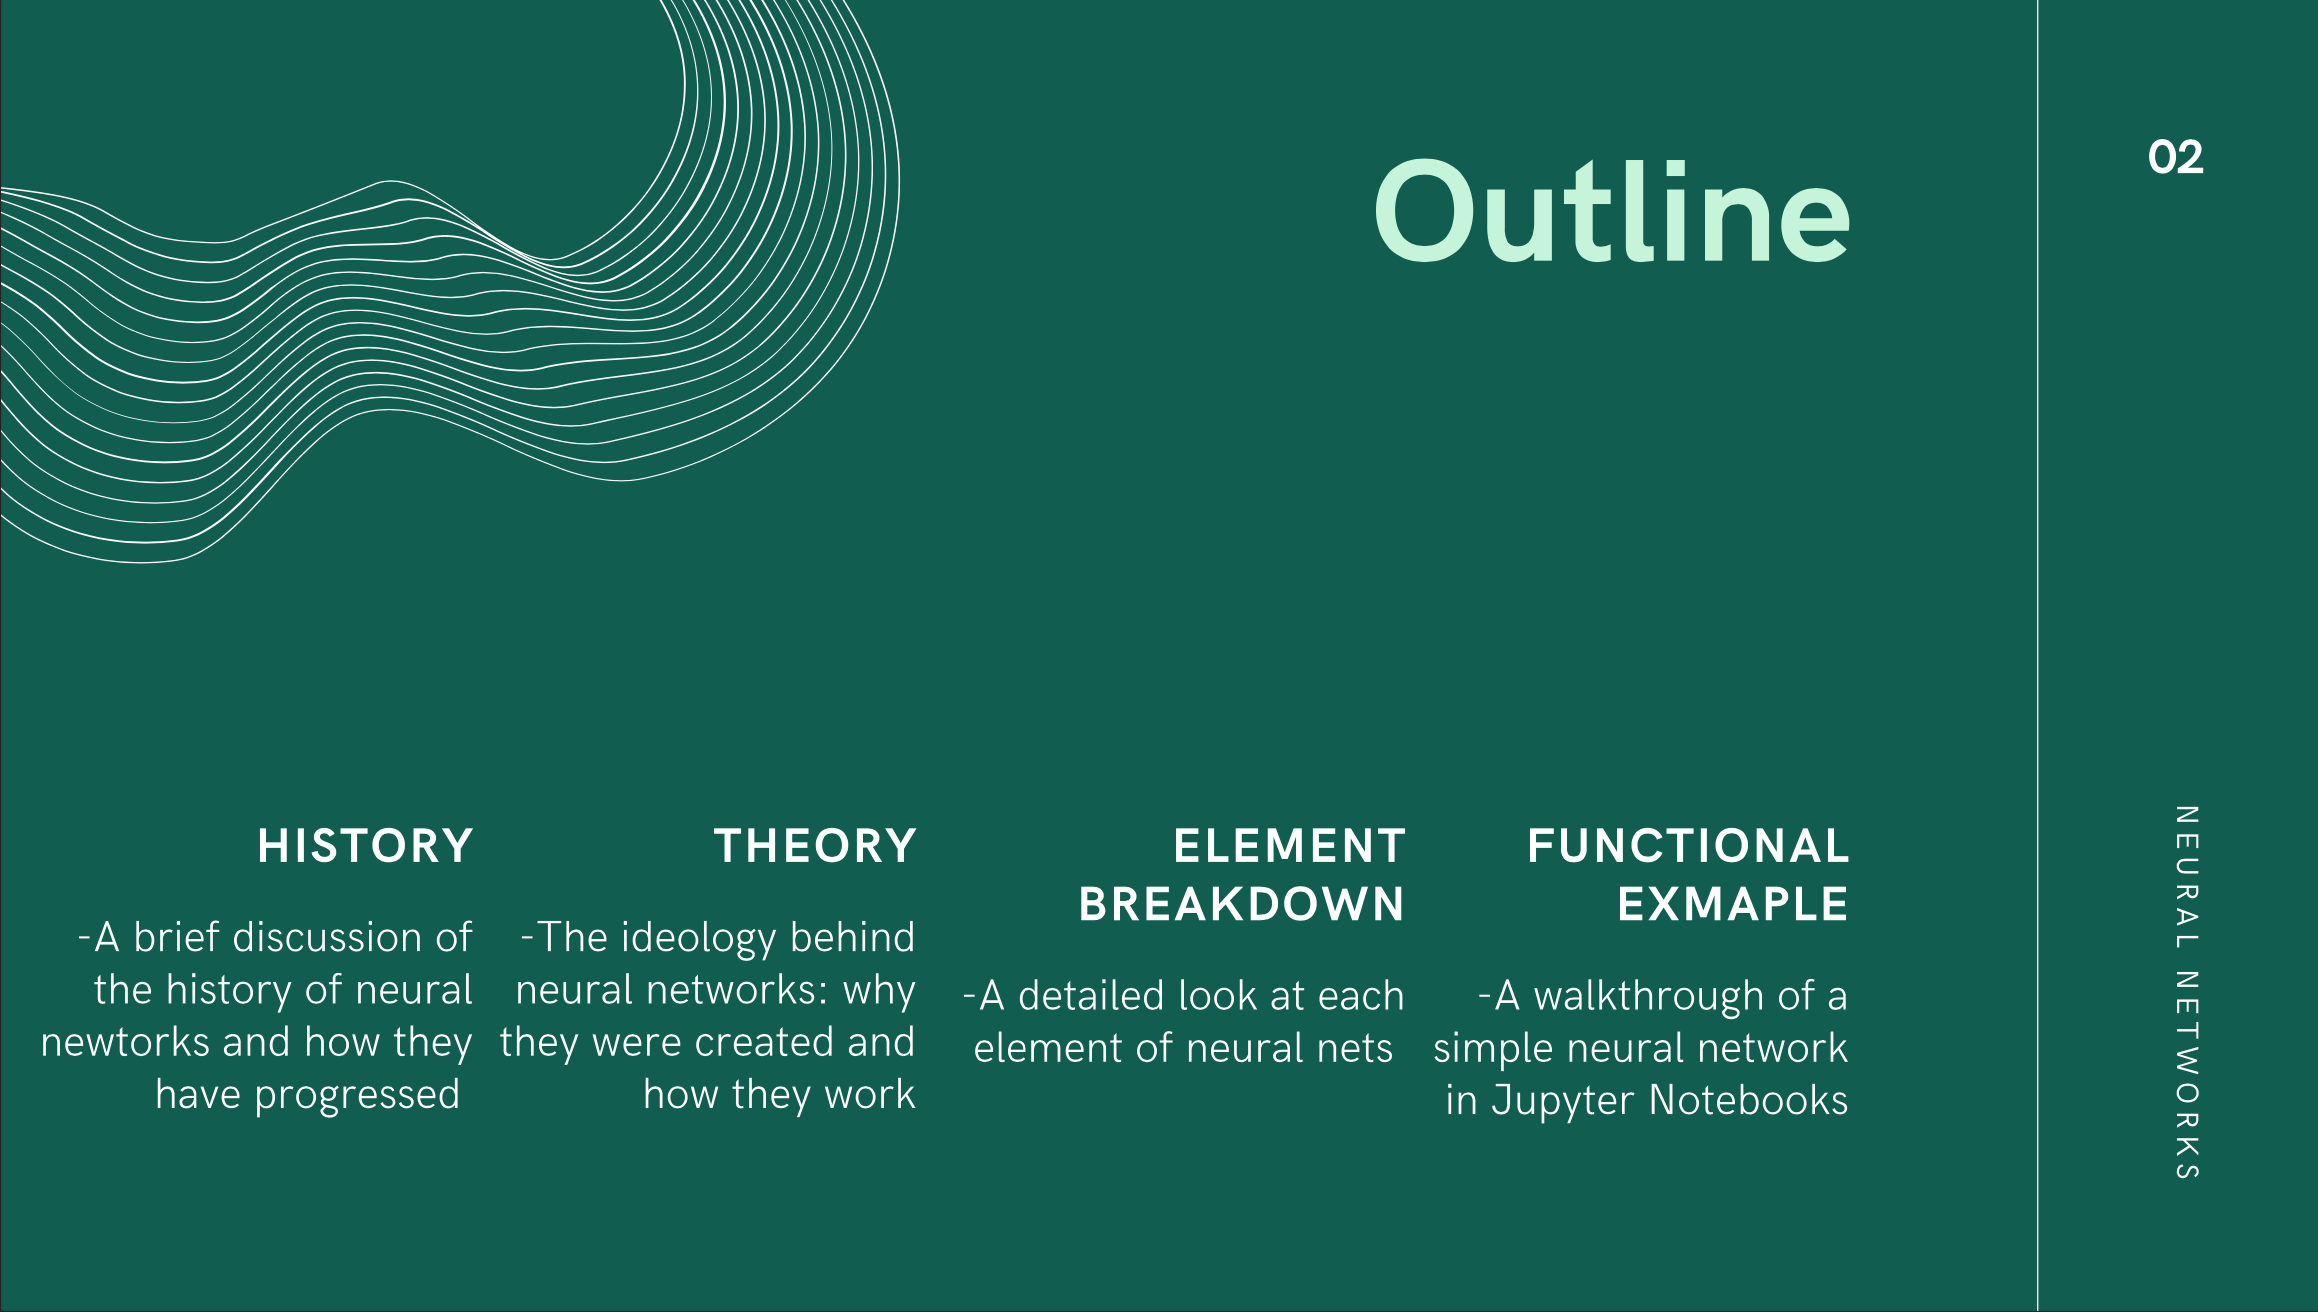 Outline
02
HISTORY
-A brief discussion of
the history of neural
newtorks and how they
have progressed
THEORY
-The ideology behind
neural networks: why
they were created and
how they work
ELEMENT
BREAKDOWN
-A detailed look at each
element of neural nets
FUNCTIONAL
EXMAPLE
-A walkthrough of a
simple neural network
in Jupyter Notebooks
NEURAL NETWORKS